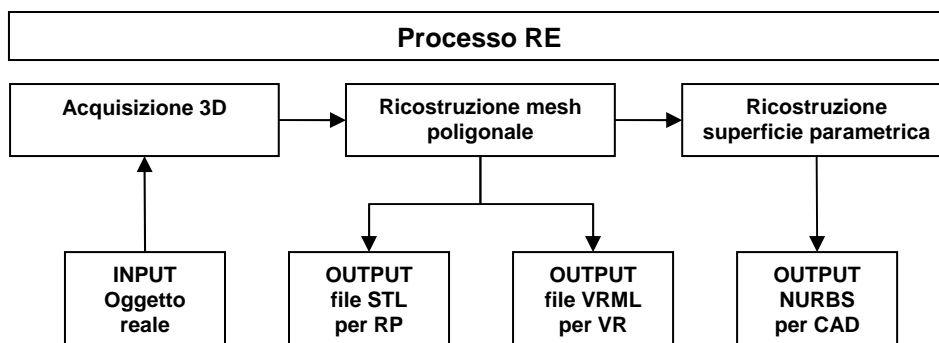 Processo RE
Acquisizione 3D
Ricostruzione mesh
poligonale
Ricostruzione
superficie parametrica
INPUT
Oggetto
reale
OUTPUT
file STL
per RP
OUTPUT
file VRML
per VR
OUTPUT
NURBS
per CAD